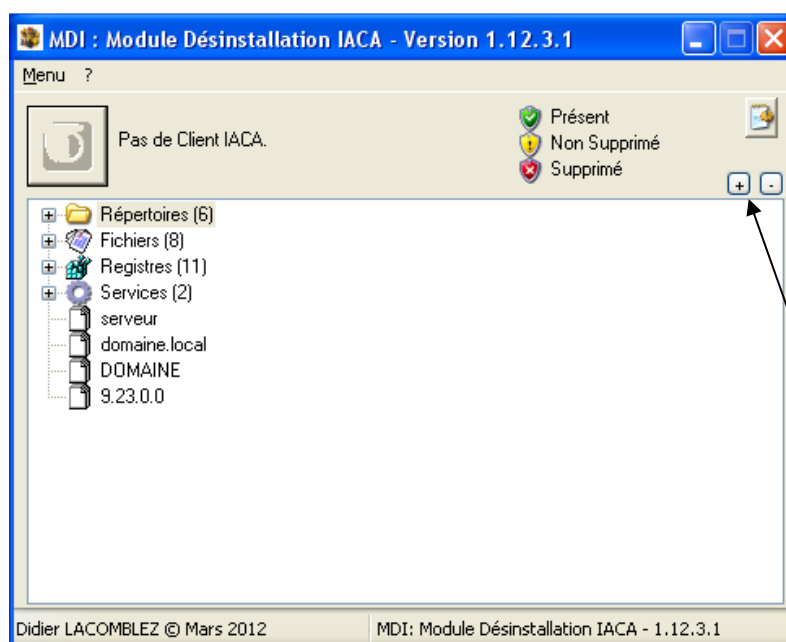 MDI : Module Désinstallation IACA - Version 1.12.3.1
Menu ?
Pas de Client IACA.
Présent
Non Supprimé
Supprimé
+ -
Répertoires (6)
Fichiers (8)
Registres (11)
Services (2)
serveur
domaine.local
DOMAINE
9.23.0.0
Didier LACOMBLEZ © Mars 2012 MDI: Module Désinstallation IACA - 1.12.3.1